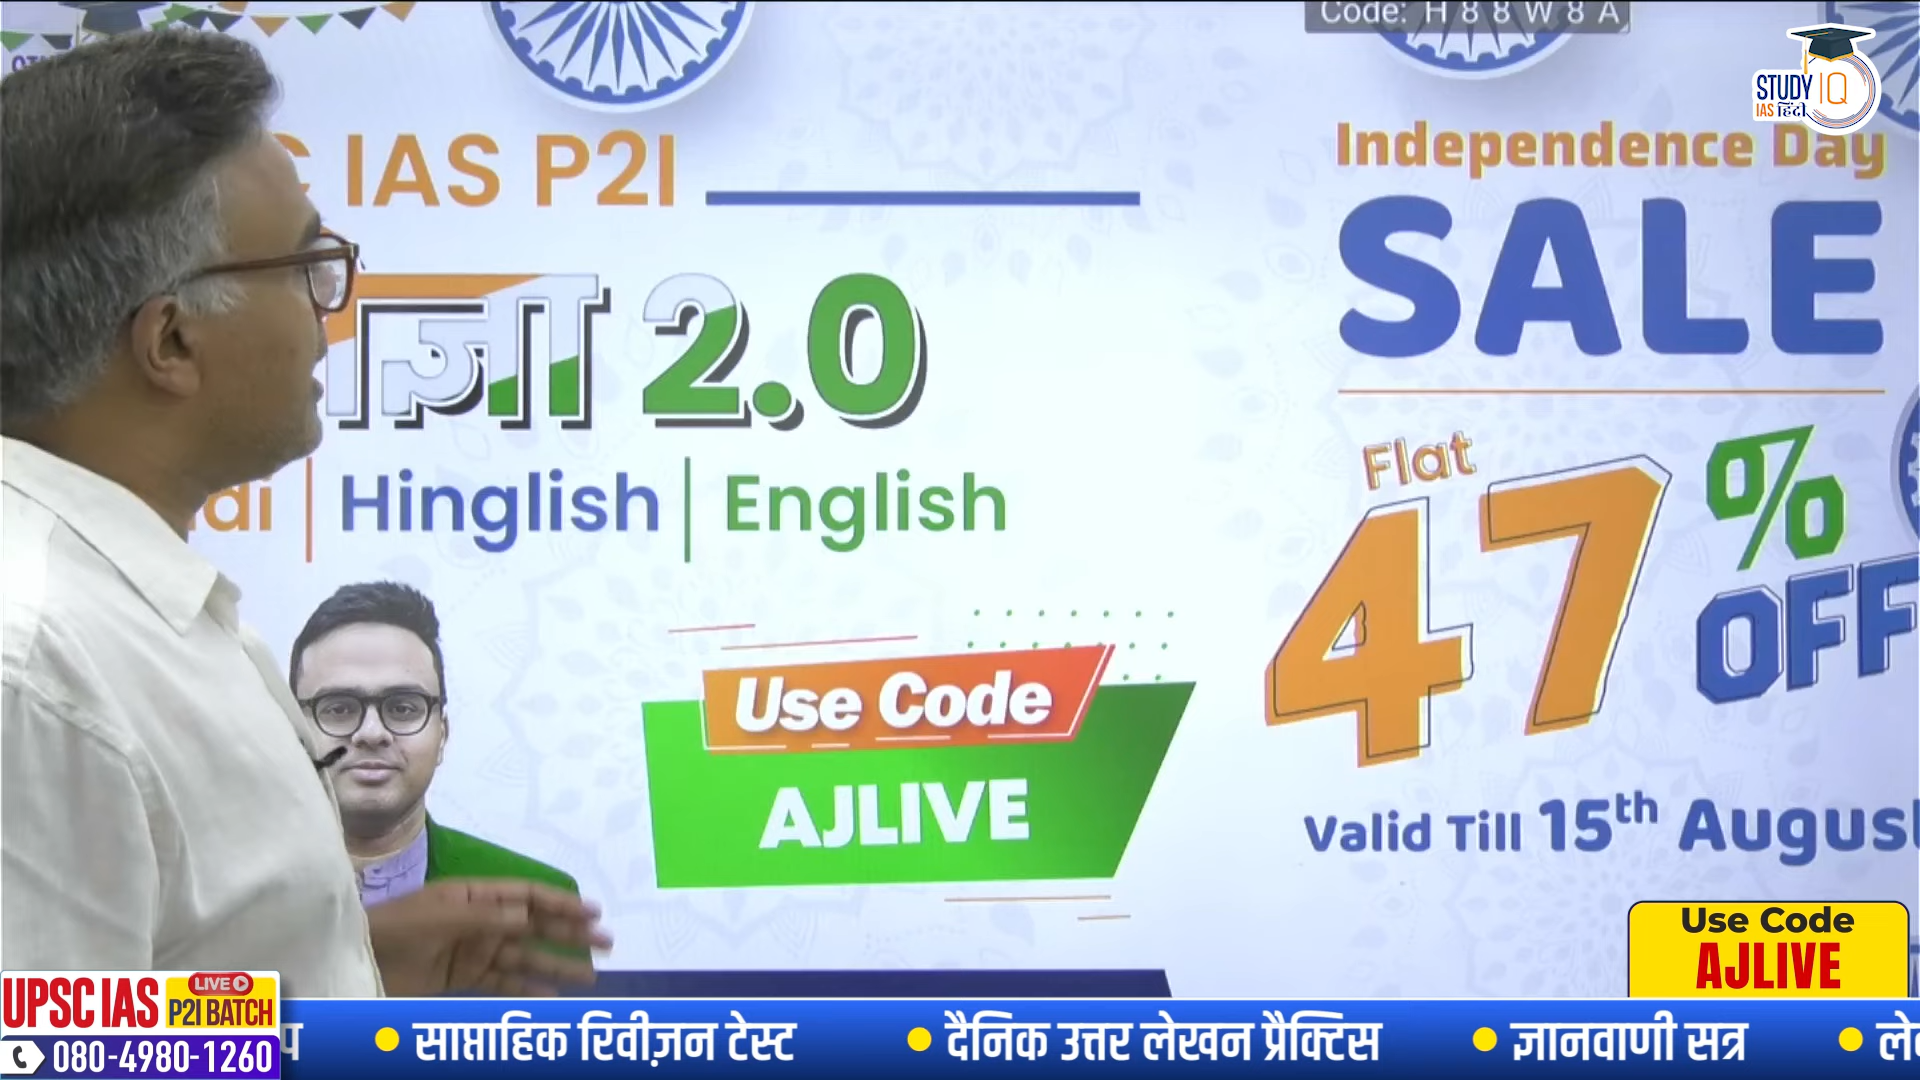 Code: H88W8A
STUDY IQ
IAS हिंदी
IAS P2I
2.0
Hinglish | English
Use Code
AJLIVE
Independence Day
SALE
Flat
47%
OFF
Valid Till 15th August
Use Code
AJLIVE
UPSC IAS
LIVE
P2I BATCH
080-4980-1260
साप्ताहिक रिवीज़न टेस्ट
दैनिक उत्तर लेखन प्रैक्टिस
ज्ञानवाणी सत्र